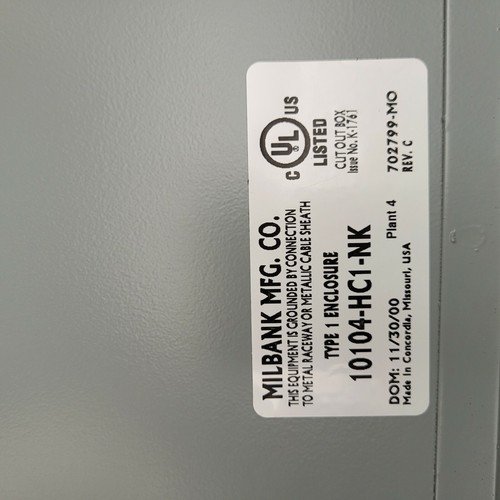 MILBANK MFG. CO.
THIS EQUIPMENT IS GROUNDED BY CONNECTION
TO METAL RACEWAY OR METALLIC CABLE SHEATH
TYPE 1 ENCLOSURE
10104-HC1-NK
DOM: 11/30/00 Plant 4
Made in Concordia, Missouri, USA
C UL US
LISTED
CUT OUT BOX
Issue No. K-1761
702799-MO
REV. C